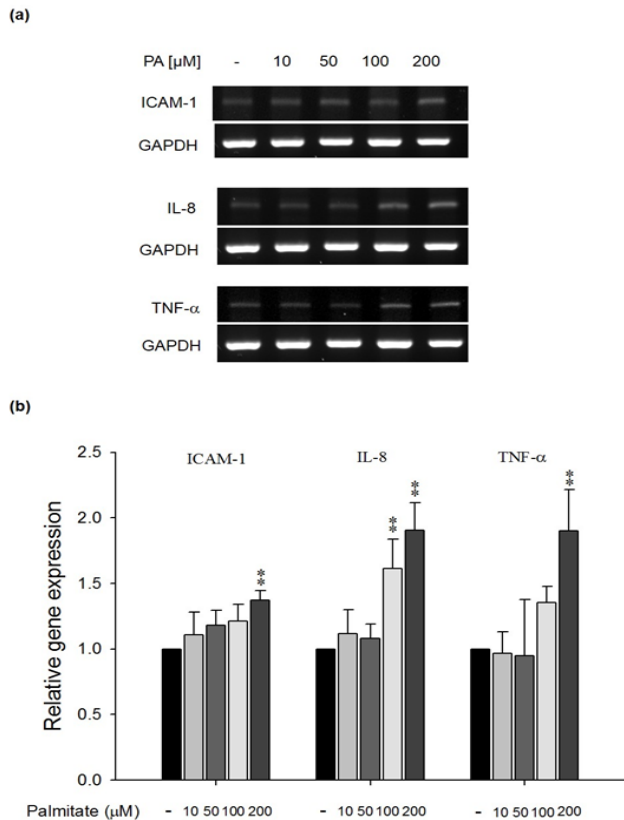 (a)
PA [µM] - 10 50 100 200
ICAM-1
GAPDH
IL-8
GAPDH
TNF-α
GAPDH
(b)
ICAM-1 IL-8 TNF-α
2.5
2.0
1.5
1.0
0.5
0.0
Relative gene expression
** ** ** **
Palmitate (µM) - 10 50 100 200 - 10 50 100 200 - 10 50 100 200